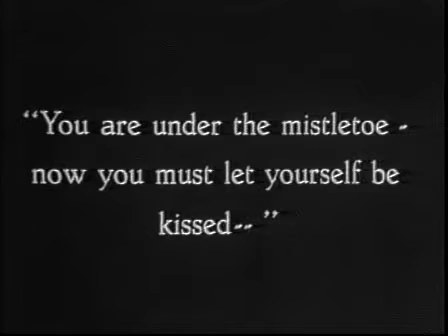 “You are under the mistletoe -
now you must let yourself be
kissed-- ”